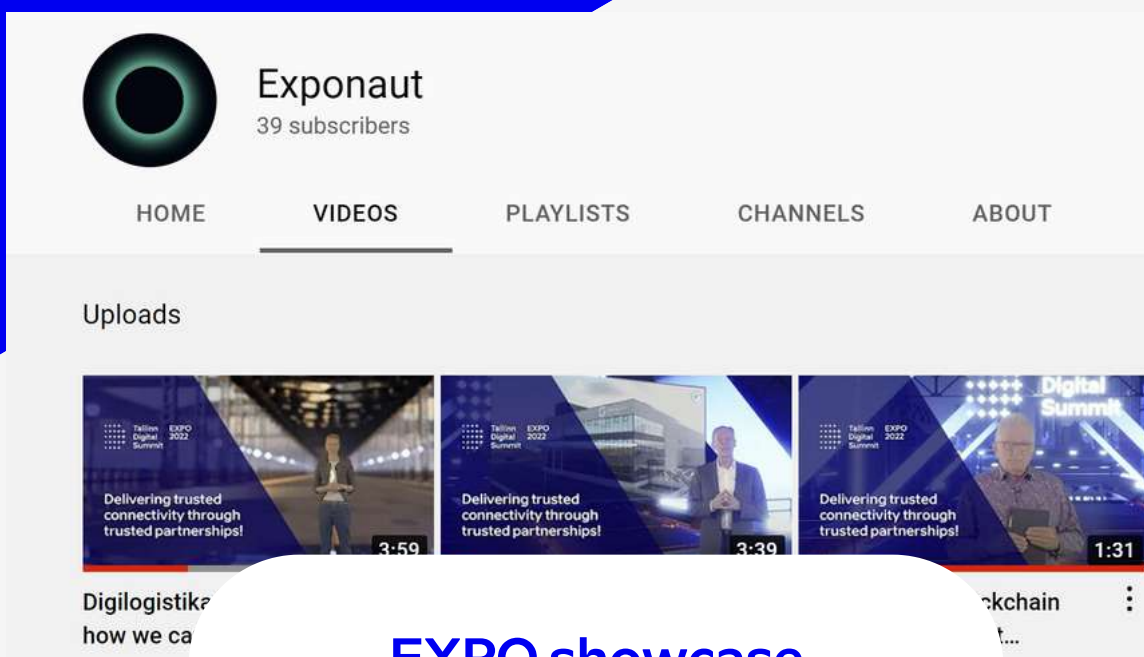 Exponaut
39 subscribers
HOME VIDEOS PLAYLISTS CHANNELS ABOUT
Uploads
Tallinn EXPO
Digital 2022
Summit
Delivering trusted
connectivity through
trusted partnerships!
3:59
Tallinn EXPO
Digital 2022
Summit
Delivering trusted
connectivity through
trusted partnerships!
3:39
Digital
Summit
Tallinn EXPO
Digital 2022
Summit
Delivering trusted
connectivity through
trusted partnerships!
1:31
Digilogistika
how we ca
ckchain
t...
EXPO showcase